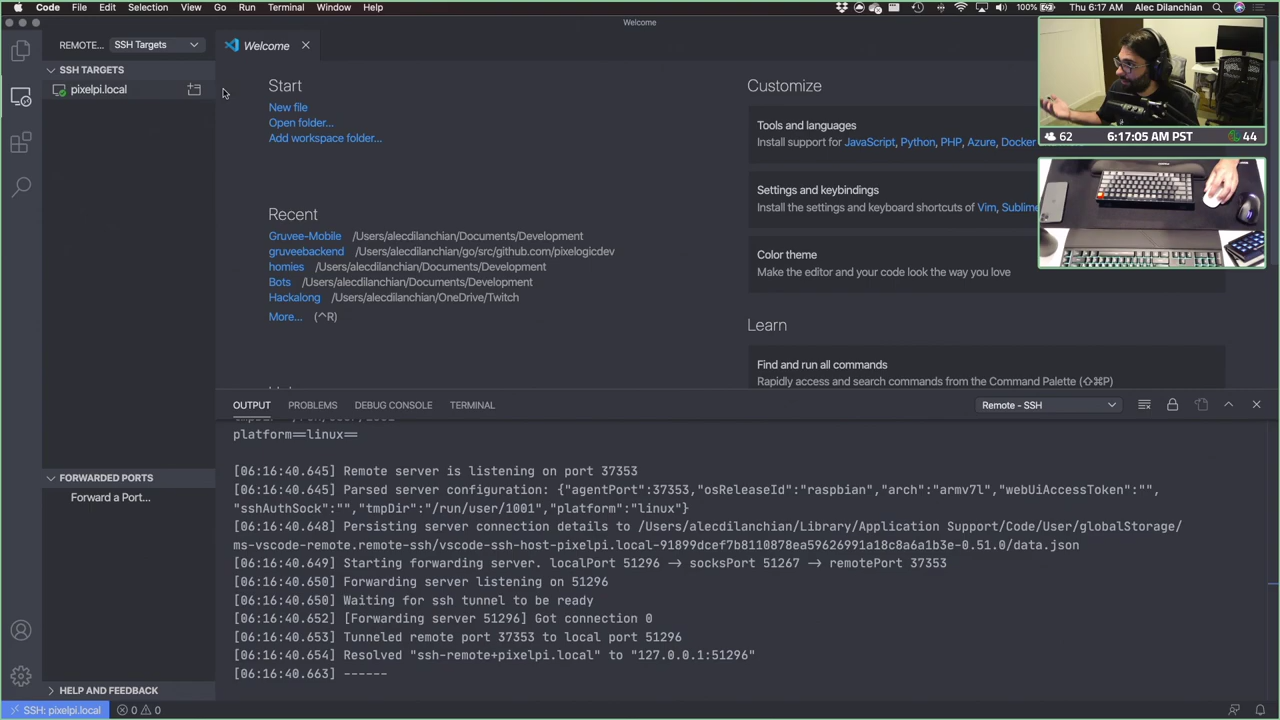 Code File Edit Selection View Go Run Terminal Window Help
100% Thu 6:17 AM Alec Dilanchian
Welcome
REMOTE... SSH Targets
SSH TARGETS
pixelpi.local
FORWARDED PORTS
Forward a Port...
HELP AND FEEDBACK
Welcome
Start
New file
Open folder...
Add workspace folder...
Recent
Gruvee-Mobile /Users/alecdilanchian/Documents/Development
gruveebackend /Users/alecdilanchian/go/src/github.com/pixelogicdev
homies /Users/alecdilanchian/Documents/Development
Bots /Users/alecdilanchian/Documents/Development
Hackalong /Users/alecdilanchian/OneDrive/Twitch
More... (^R)
Customize
Tools and languages
Install support for JavaScript, Python, PHP, Azure, Docker
Settings and keybindings
Install the settings and keyboard shortcuts of Vim, Sublime
Color theme
Make the editor and your code look the way you love
Learn
Find and run all commands
Rapidly access and search commands from the Command Palette (⇧⌘P)
62 6:17:05 AM PST 44
OUTPUT PROBLEMS DEBUG CONSOLE TERMINAL
Remote - SSH
platform==linux==
[06:16:40.645] Remote server is listening on port 37353
[06:16:40.645] Parsed server configuration: {"agentPort":37353,"osReleaseId":"raspbian","arch":"armv7l","webUiAccessToken":"",
"sshAuthSock":"","tmpDir":"/run/user/1001","platform":"linux"}
[06:16:40.648] Persisting server connection details to /Users/alecdilanchian/Library/Application Support/Code/User/globalStorage/
ms-vscode-remote.remote-ssh/vscode-ssh-host-pixelpi.local-91899dcef7b8110878ea59626991a18c8a6a1b3e-0.51.0/data.json
[06:16:40.649] Starting forwarding server. localPort 51296 -> socksPort 51267 -> remotePort 37353
[06:16:40.650] Forwarding server listening on 51296
[06:16:40.650] Waiting for ssh tunnel to be ready
[06:16:40.652] [Forwarding server 51296] Got connection 0
[06:16:40.653] Tunneled remote port 37353 to local port 51296
[06:16:40.654] Resolved "ssh-remote+pixelpi.local" to "127.0.0.1:51296"
[06:16:40.663] ------
SSH: pixelpi.local 0 0